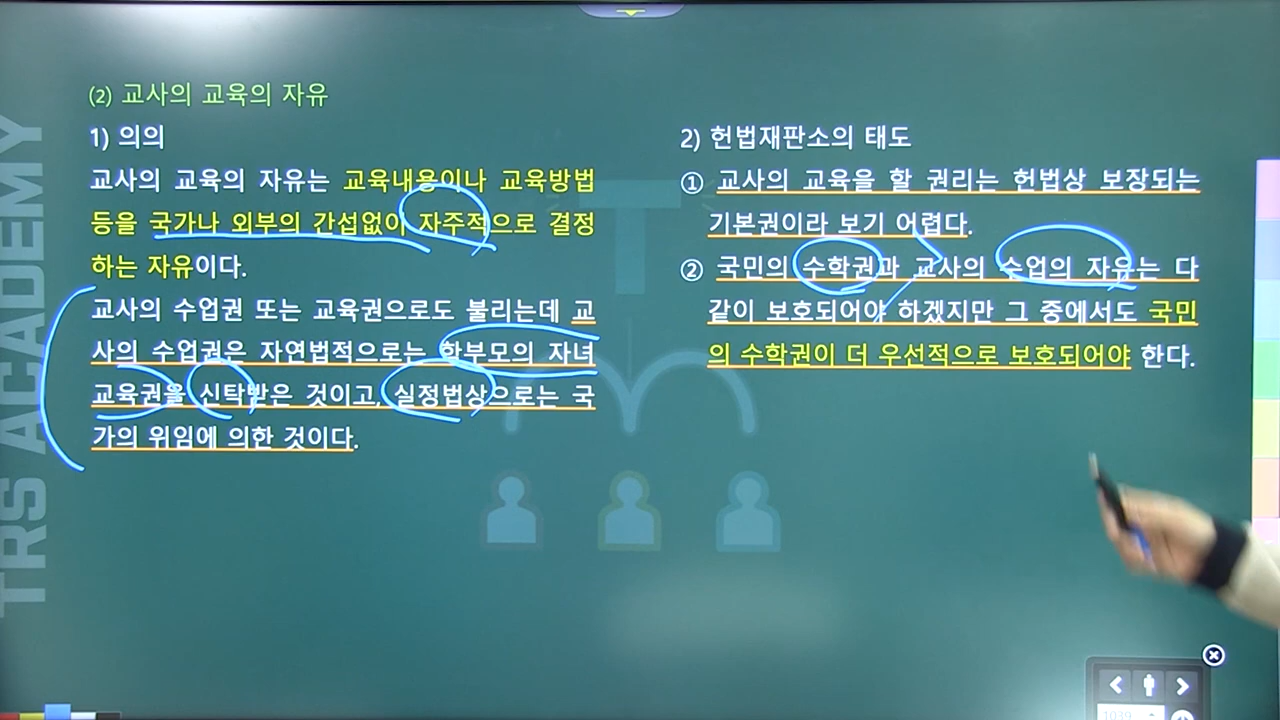 TRS ACADEMY
(2) 교사의 교육의 자유
1) 의의
교사의 교육의 자유는 교육내용이나 교육방법
등을 국가나 외부의 간섭없이 자주적으로 결정
하는 자유이다.
교사의 수업권 또는 교육권으로도 불리는데 교
사의 수업권은 자연법적으로는 학부모의 자녀
교육권을 신탁받은 것이고, 실정법상으로는 국
가의 위임에 의한 것이다.
2) 헌법재판소의 태도
① 교사의 교육을 할 권리는 헌법상 보장되는
기본권이라 보기 어렵다.
② 국민의 수학권과 교사의 수업의 자유는 다
같이 보호되어야 하겠지만 그 중에서도 국민
의 수학권이 더 우선적으로 보호되어야 한다.
1039